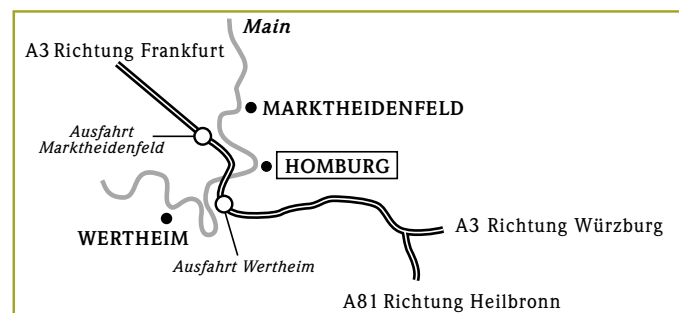 Main
A3 Richtung Frankfurt
MARKTHEIDENFELD
Ausfahrt
Marktheidenfeld
HOMBURG
WERTHEIM
A3 Richtung Würzburg
Ausfahrt Wertheim
A81 Richtung Heilbronn